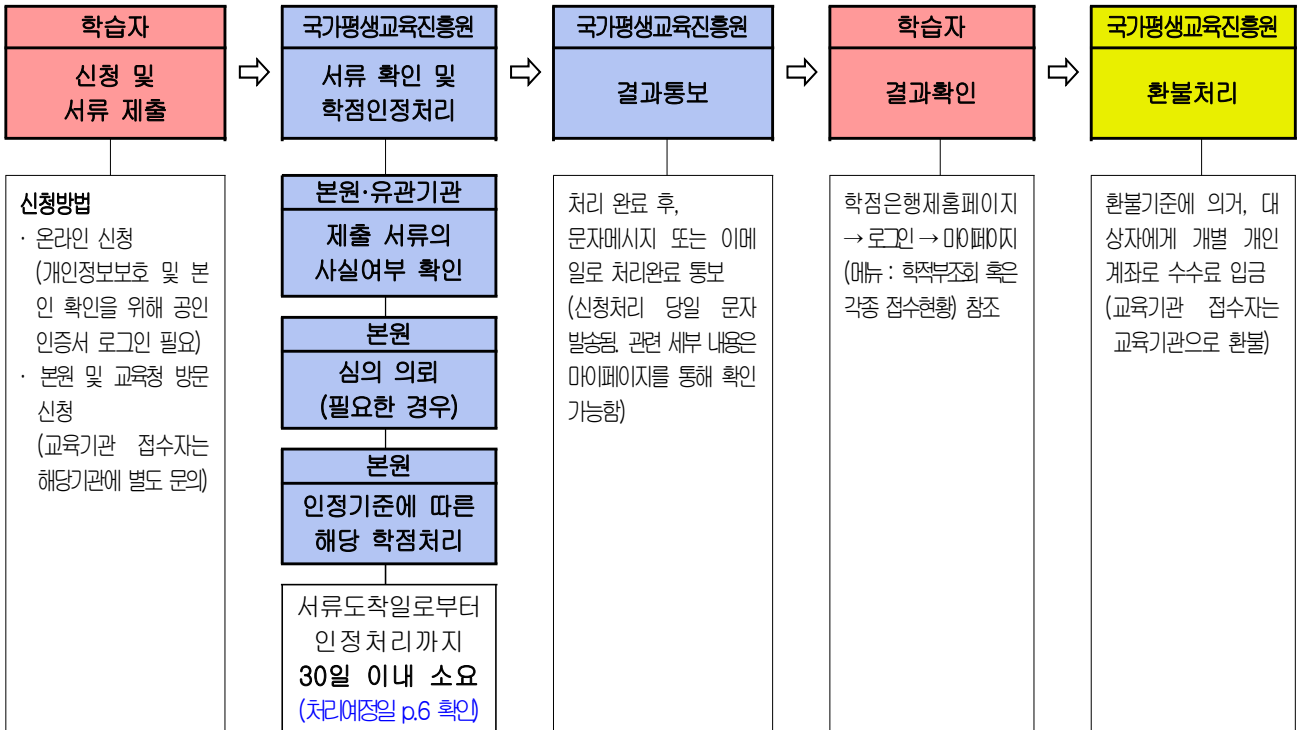 학습자
신청 및
서류 제출
국가평생교육진흥원
서류 확인 및
학점인정처리
국가평생교육진흥원
결과통보
학습자
결과확인
국가평생교육진흥원
환불처리
신청방법
· 온라인 신청
(개인정보보호 및 본
인 확인을 위해 공인
인증서 로그인 필요)
· 본원 및 교육청 방문
신청
(교육기관 접수자는
해당기관에 별도 문의)
본원·유관기관
제출 서류의
사실여부 확인
본원
심의 의뢰
(필요한 경우)
본원
인정기준에 따른
해당 학점처리
서류도착일로부터
인정처리까지
30일 이내 소요
(처리예정일 p.6 확인)
처리 완료 후,
문자메시지 또는 이메
일로 처리완료 통보
(신청처리 당일 문자
발송됨. 관련 세부 내용은
마이페이지를 통해 확인
가능함)
학점은행제홈페이지
→ 로그인 → 마이페이지
(메뉴 : 학적부조회 혹은
각종 접수현황) 참조
환불기준에 의거, 대
상자에게 개별 개인
계좌로 수수료 입금
(교육기관 접수자는
교육기관으로 환불)